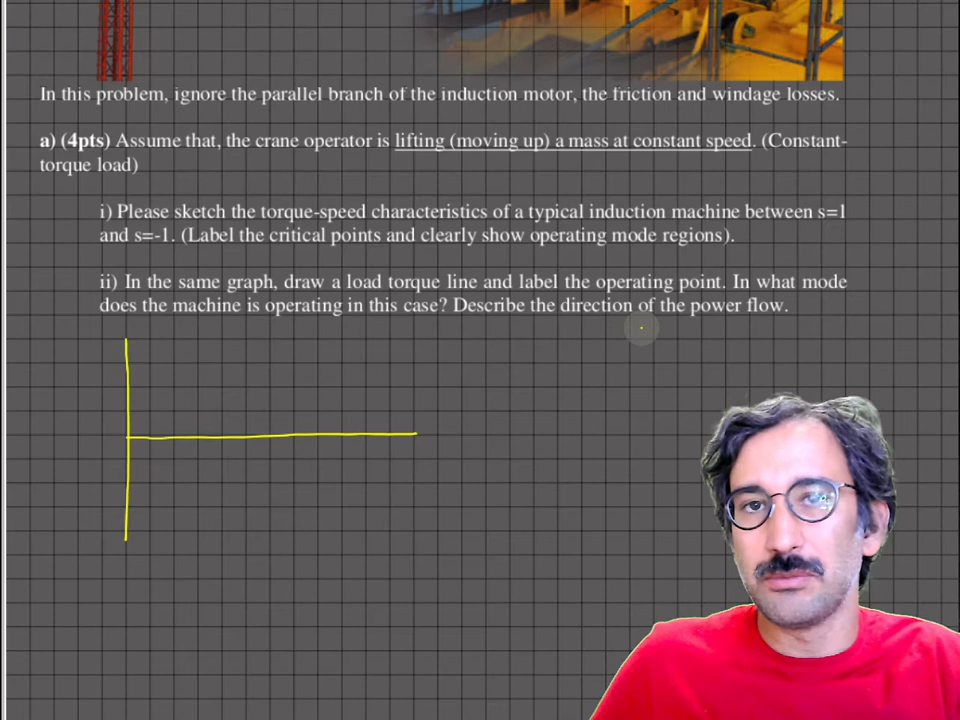 In this problem, ignore the parallel branch of the induction motor, the friction and windage losses.
a) (4pts) Assume that, the crane operator is lifting (moving up) a mass at constant speed. (Constant-
torque load)
i) Please sketch the torque-speed characteristics of a typical induction machine between s=1
and s=-1. (Label the critical points and clearly show operating mode regions).
ii) In the same graph, draw a load torque line and label the operating point. In what mode
does the machine is operating in this case? Describe the direction of the power flow.